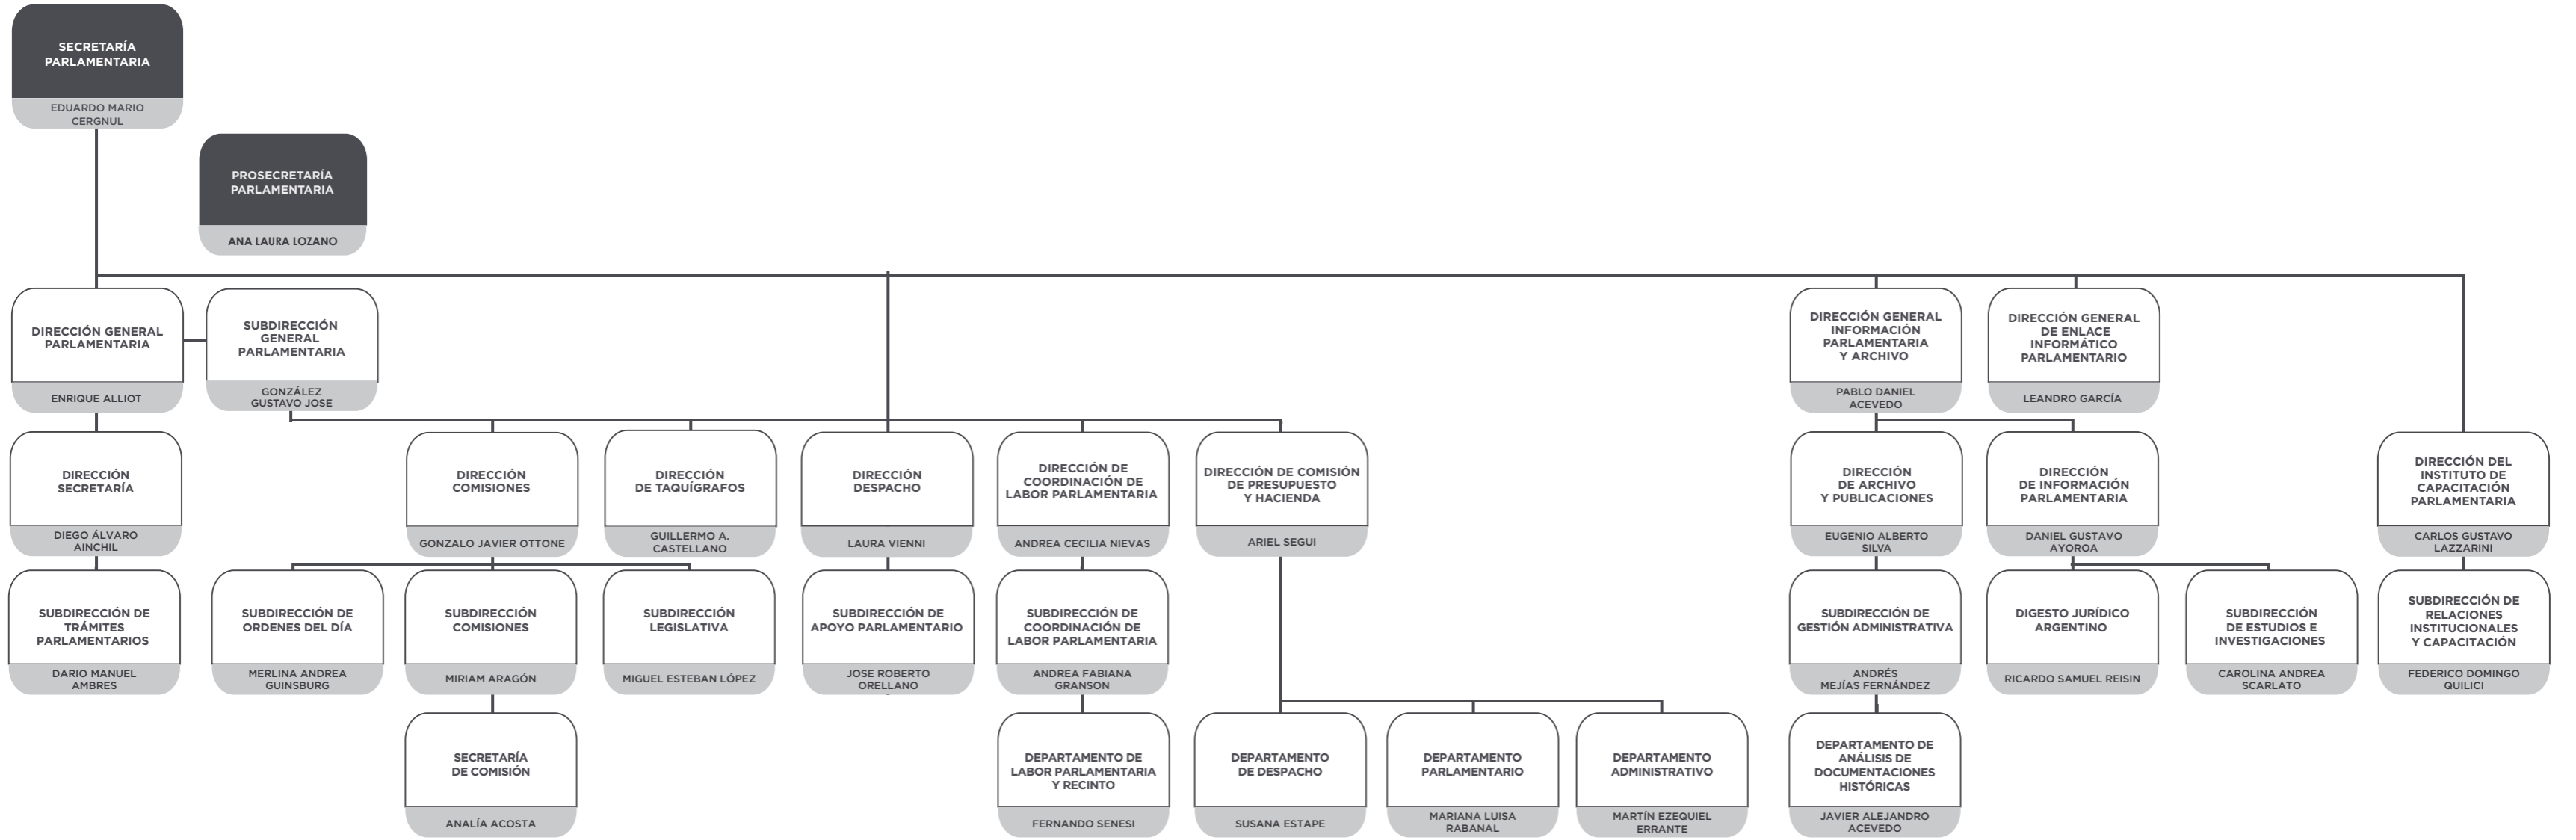 SECRETARÍA
PARLAMENTARIA
EDUARDO MARIO
CERGNUL
PROSECRETARÍA
PARLAMENTARIA
ANA LAURA LOZANO
DIRECCIÓN GENERAL
PARLAMENTARIA
ENRIQUE ALLIOT
SUBDIRECCIÓN
GENERAL
PARLAMENTARIA
GONZÁLEZ
GUSTAVO JOSE
DIRECCIÓN GENERAL
INFORMACIÓN
PARLAMENTARIA
Y ARCHIVO
PABLO DANIEL
ACEVEDO
DIRECCIÓN GENERAL
DE ENLACE
INFORMÁTICO
PARLAMENTARIO
LEANDRO GARCÍA
DIRECCIÓN
SECRETARÍA
DIEGO ÁLVARO
AINCHIL
DIRECCIÓN
COMISIONES
GONZALO JAVIER OTTONE
DIRECCIÓN
DE TAQUÍGRAFOS
GUILLERMO A.
CASTELLANO
DIRECCIÓN
DESPACHO
LAURA VIENNI
DIRECCIÓN DE
COORDINACIÓN DE
LABOR PARLAMENTARIA
ANDREA CECILIA NIEVAS
DIRECCIÓN DE COMISIÓN
DE PRESUPUESTO
Y HACIENDA
ARIEL SEGUI
DIRECCIÓN
DE ARCHIVO
Y PUBLICACIONES
EUGENIO ALBERTO
SILVA
DIRECCIÓN
DE INFORMACIÓN
PARLAMENTARIA
DANIEL GUSTAVO
AYOROA
DIRECCIÓN DEL
INSTITUTO DE
CAPACITACIÓN
PARLAMENTARIA
CARLOS GUSTAVO
LAZZARINI
SUBDIRECCIÓN DE
TRÁMITES
PARLAMENTARIOS
DARIO MANUEL
AMBRES
SUBDIRECCIÓN DE
ORDENES DEL DÍA
MERLINA ANDREA
GUINSBURG
SUBDIRECCIÓN
COMISIONES
MIRIAM ARAGÓN
SUBDIRECCIÓN
LEGISLATIVA
MIGUEL ESTEBAN LÓPEZ
SUBDIRECCIÓN DE
APOYO PARLAMENTARIO
JOSE ROBERTO
ORELLANO
SUBDIRECCIÓN DE
COORDINACIÓN DE
LABOR PARLAMENTARIA
ANDREA FABIANA
GRANSON
SUBDIRECCIÓN DE
GESTIÓN ADMINISTRATIVA
ANDRÉS
MEJÍAS FERNÁNDEZ
DIGESTO JURÍDICO
ARGENTINO
RICARDO SAMUEL REISIN
SUBDIRECCIÓN
DE ESTUDIOS E
INVESTIGACIONES
CAROLINA ANDREA
SCARLATO
SUBDIRECCIÓN DE
RELACIONES
INSTITUCIONALES
Y CAPACITACIÓN
FEDERICO DOMINGO
QUILICI
SECRETARÍA
DE COMISIÓN
ANALÍA ACOSTA
DEPARTAMENTO DE
LABOR PARLAMENTARIA
Y RECINTO
FERNANDO SENESI
DEPARTAMENTO
DE DESPACHO
SUSANA ESTAPE
DEPARTAMENTO
PARLAMENTARIO
MARIANA LUISA
RABANAL
DEPARTAMENTO
ADMINISTRATIVO
MARTÍN EZEQUIEL
ERRANTE
DEPARTAMENTO DE
ANÁLISIS DE
DOCUMENTACIONES
HISTÓRICAS
JAVIER ALEJANDRO
ACEVEDO